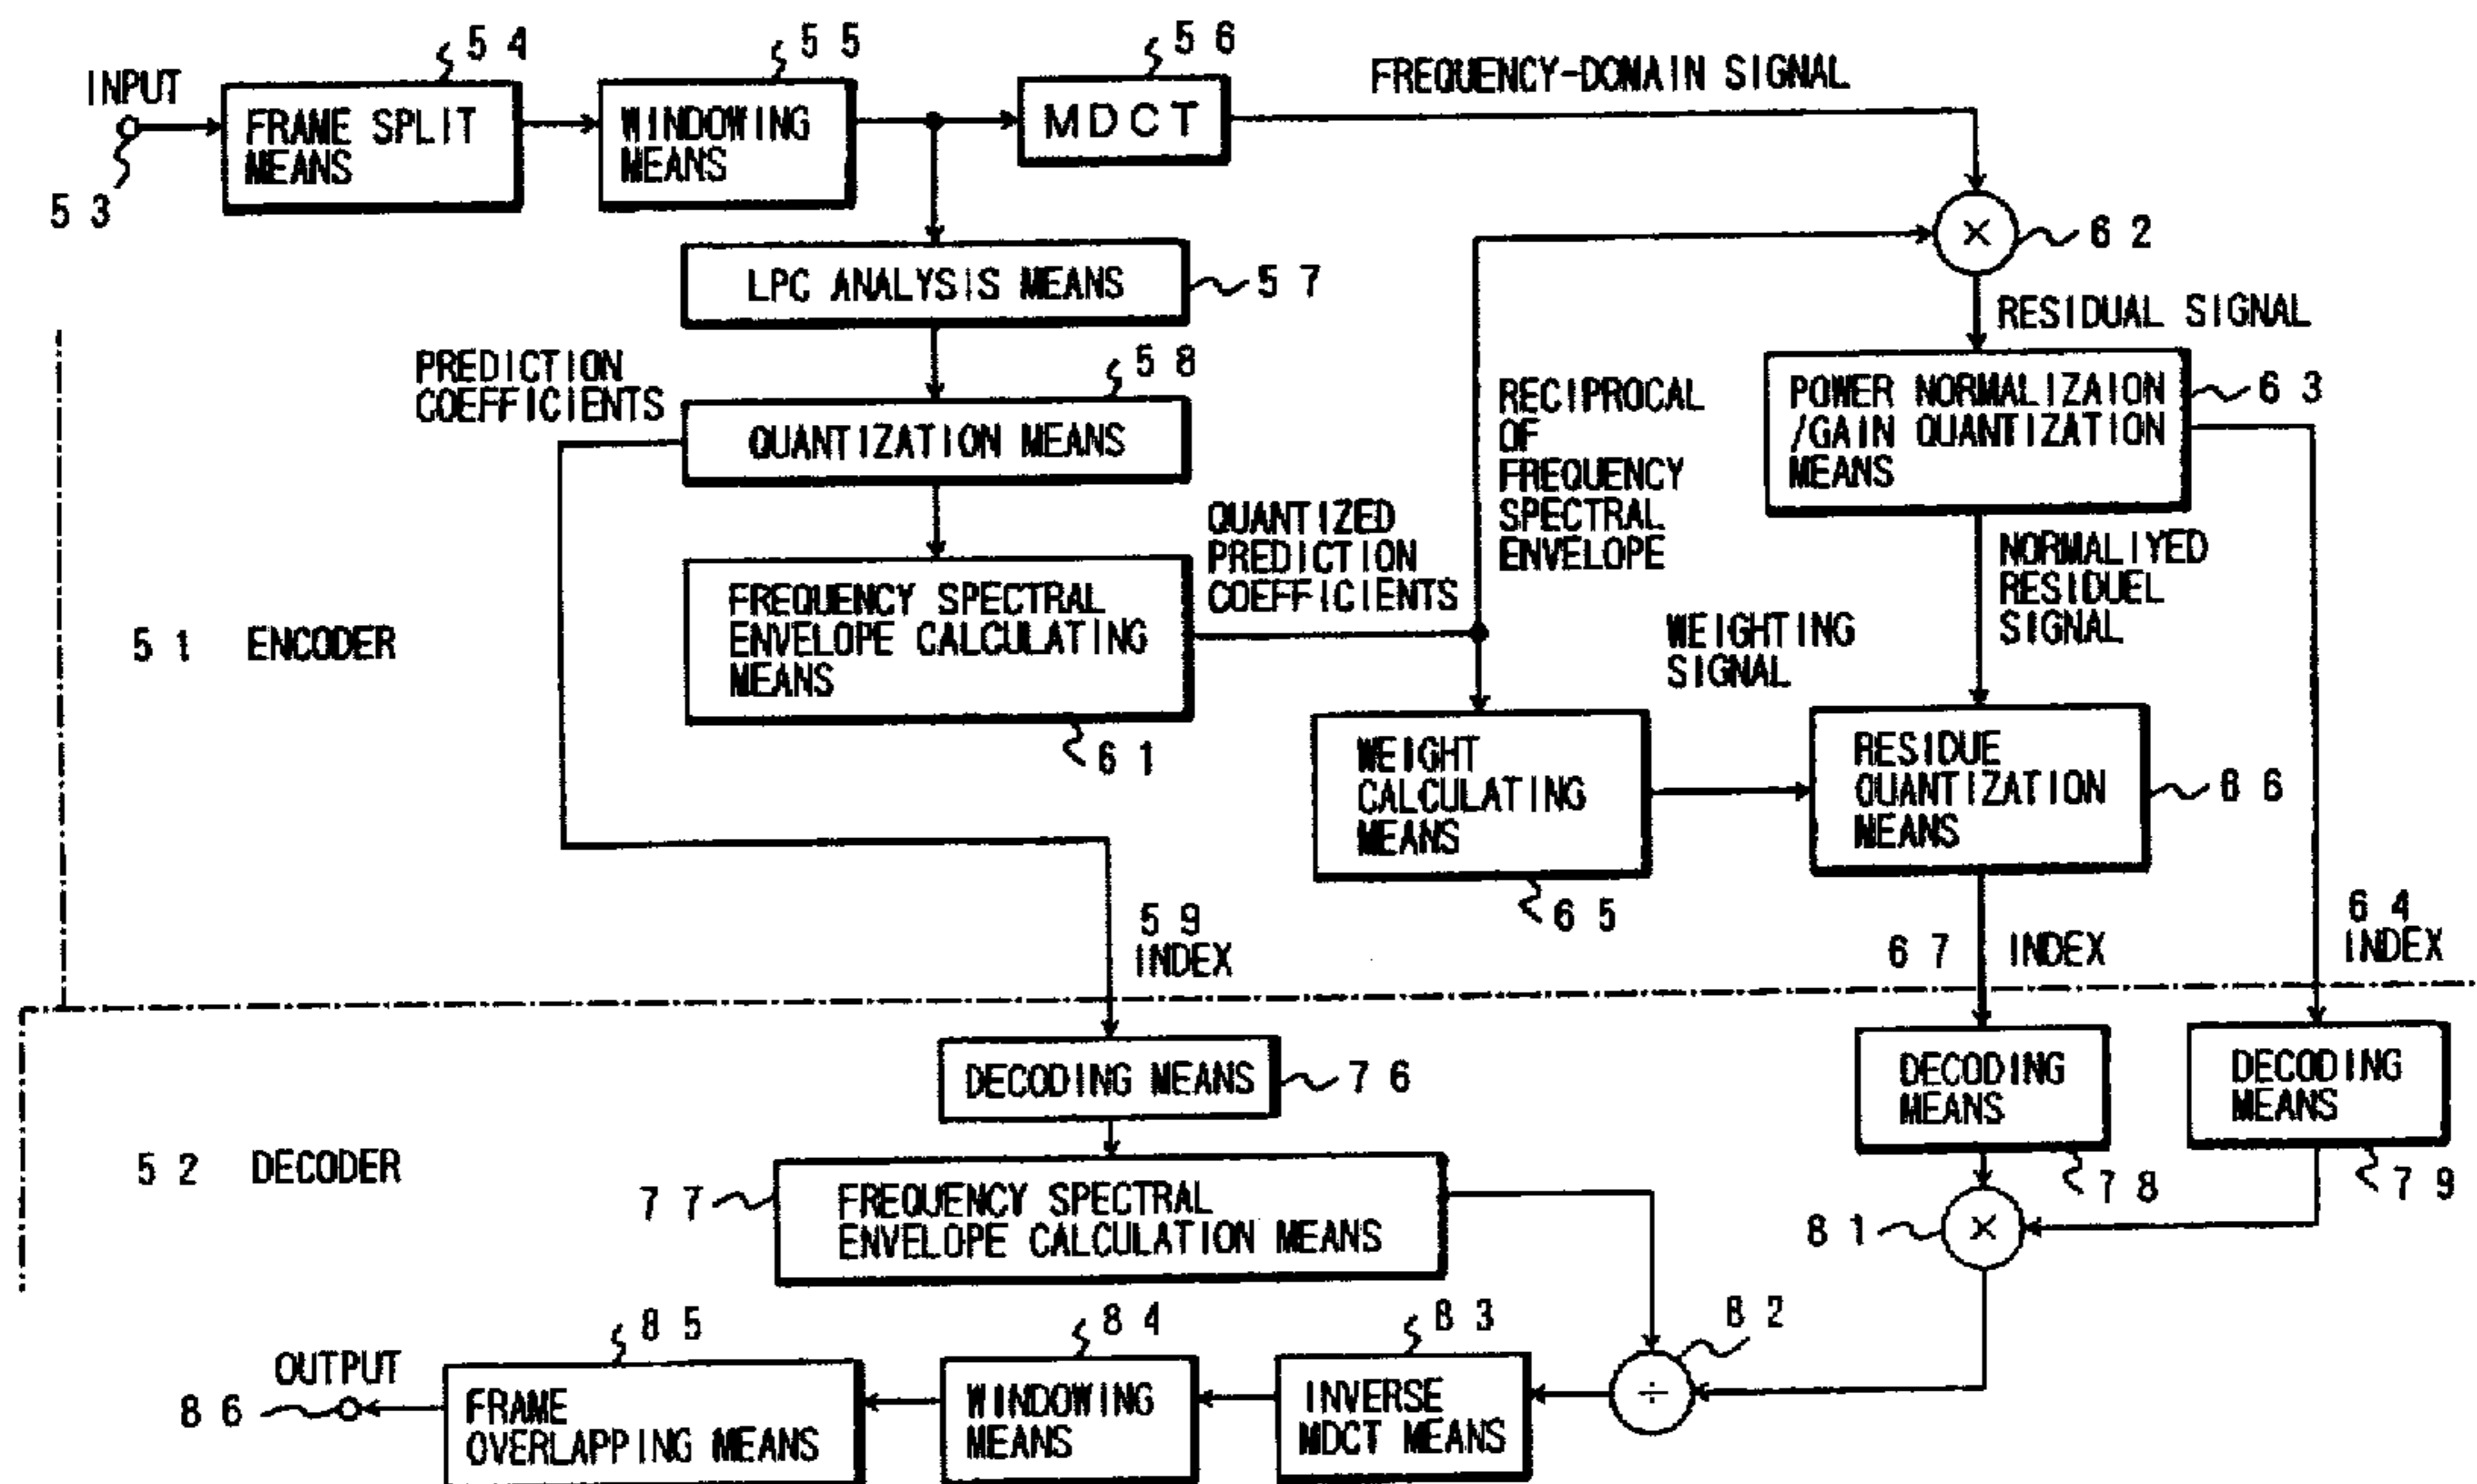 5 4
5 5
5 6
INPUT
FRAME SPLIT
MEANS
WINDOWING
MEANS
MDCT
FREQUENCY-DOMAIN SIGNAL
5 3
×
6 2
LPC ANALYSIS MEANS
5 7
RESIDUAL SIGNAL
PREDICTION
COEFFICIENTS
5 8
QUANTIZATION MEANS
RECIPROCAL
OF
FREQUENCY
SPECTRAL
ENVELOPE
POWER NORMALIZAION
/GAIN QUANTIZATION
MEANS
6 3
QUANTIZED
PREDICTION
COEFFICIENTS
NORMALIYED
RESIDUEL
SIGNAL
5 1 ENCODER
FREQUENCY SPECTRAL
ENVELOPE CALCULATING
MEANS
6 1
WEIGHTING
SIGNAL
WEIGHT
CALCULATING
MEANS
6 5
RESIDUE
QUANTIZATION
MEANS
6 6
5 9
INDEX
6 7 INDEX
6 4
INDEX
5 2 DECODER
DECODING MEANS
7 6
DECODING
MEANS
7 8
DECODING
MEANS
7 9
7 7
FREQUENCY SPECTRAL
ENVELOPE CALCULATION MEANS
8 1
×
8 2
÷
8 3
INVERSE
MDCT MEANS
8 4
WINDOWING
MEANS
8 5
FRAME
OVERLAPPING MEANS
OUTPUT
8 6